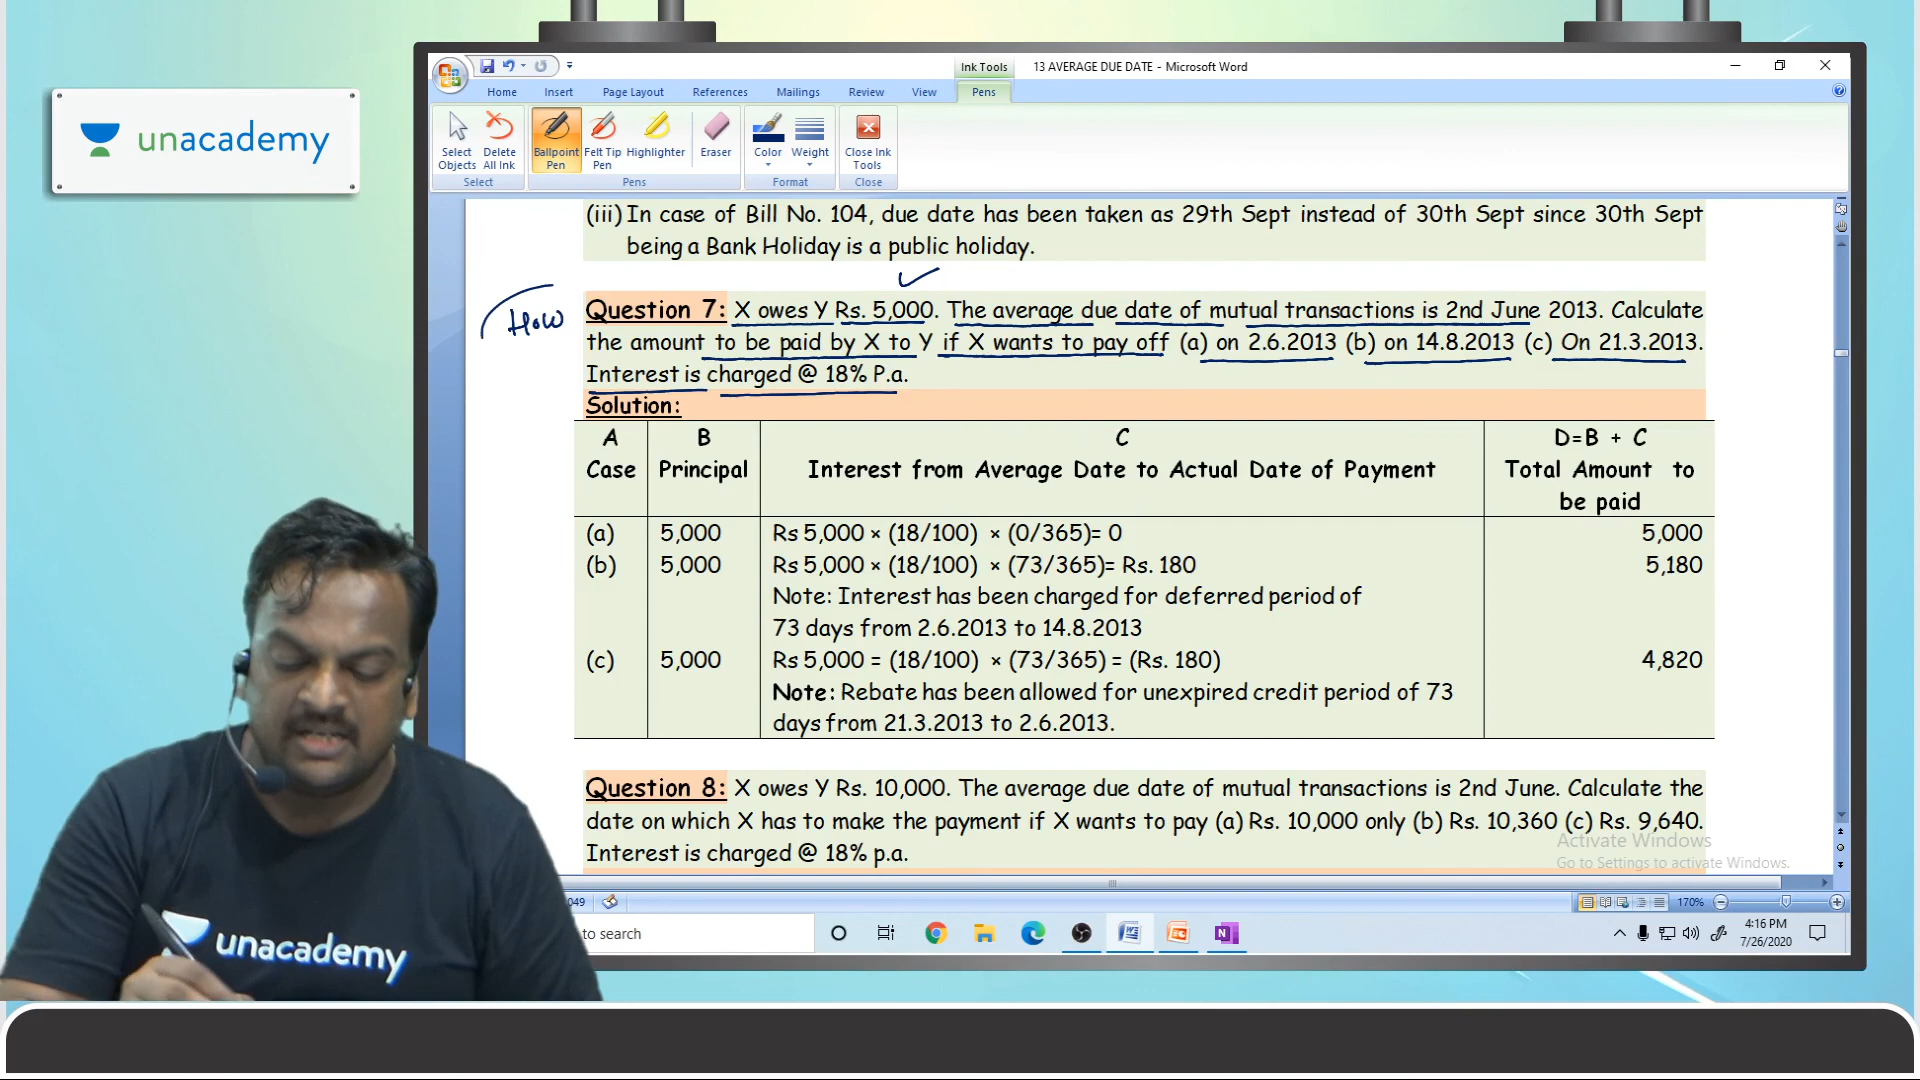 unacademy
13 AVERAGE DUE DATE - Microsoft Word
Ink Tools
Home Insert Page Layout References Mailings Review View Pens
Select Objects
Delete All Ink
Ballpoint Pen
Felt Tip Pen
Highlighter
Eraser
Color
Weight
Close Ink Tools
Select Pens Format Close
(iii) In case of Bill No. 104, due date has been taken as 29th Sept instead of 30th Sept since 30th Sept
being a Bank Holiday is a public holiday.
How
Question 7: X owes Y Rs. 5,000. The average due date of mutual transactions is 2nd June 2013. Calculate
the amount to be paid by X to Y if X wants to pay off (a) on 2.6.2013 (b) on 14.8.2013 (c) On 21.3.2013.
Interest is charged @ 18% P.a.
Solution:
A B C D=B + C
Case Principal Interest from Average Date to Actual Date of Payment Total Amount to
be paid
(a) 5,000 Rs 5,000 × (18/100) × (0/365)= 0 5,000
(b) 5,000 Rs 5,000 × (18/100) × (73/365)= Rs. 180 5,180
Note: Interest has been charged for deferred period of
73 days from 2.6.2013 to 14.8.2013
(c) 5,000 Rs 5,000 = (18/100) × (73/365) = (Rs. 180) 4,820
Note: Rebate has been allowed for unexpired credit period of 73
days from 21.3.2013 to 2.6.2013.
Question 8: X owes Y Rs. 10,000. The average due date of mutual transactions is 2nd June. Calculate the
date on which X has to make the payment if X wants to pay (a) Rs. 10,000 only (b) Rs. 10,360 (c) Rs. 9,640.
Interest is charged @ 18% p.a.
Activate Windows
Go to Settings to activate Windows.
049
170%
to search
4:16 PM
7/26/2020
unacademy